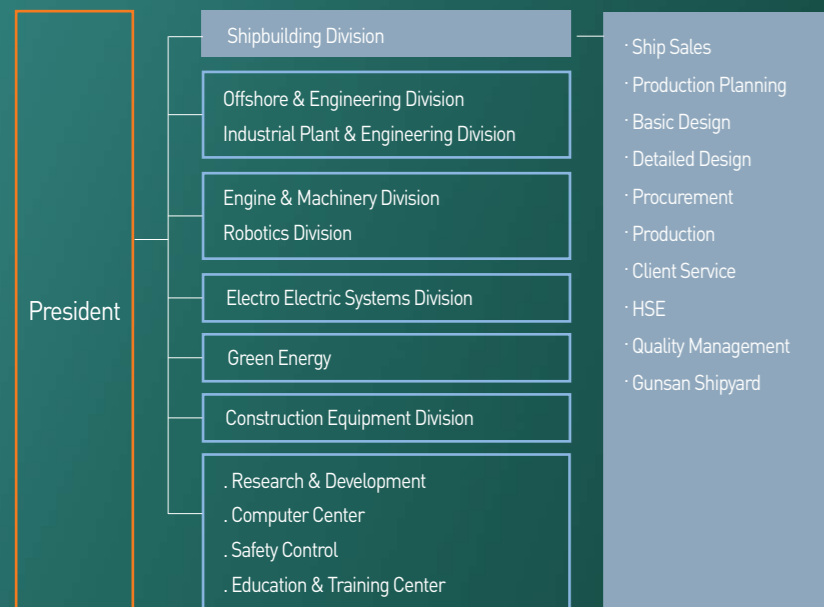 President
Shipbuilding Division
Offshore & Engineering Division
Industrial Plant & Engineering Division
Engine & Machinery Division
Robotics Division
Electro Electric Systems Division
Green Energy
Construction Equipment Division
. Research & Development
. Computer Center
. Safety Control
. Education & Training Center
· Ship Sales
· Production Planning
· Basic Design
· Detailed Design
· Procurement
· Production
· Client Service
· HSE
· Quality Management
· Gunsan Shipyard